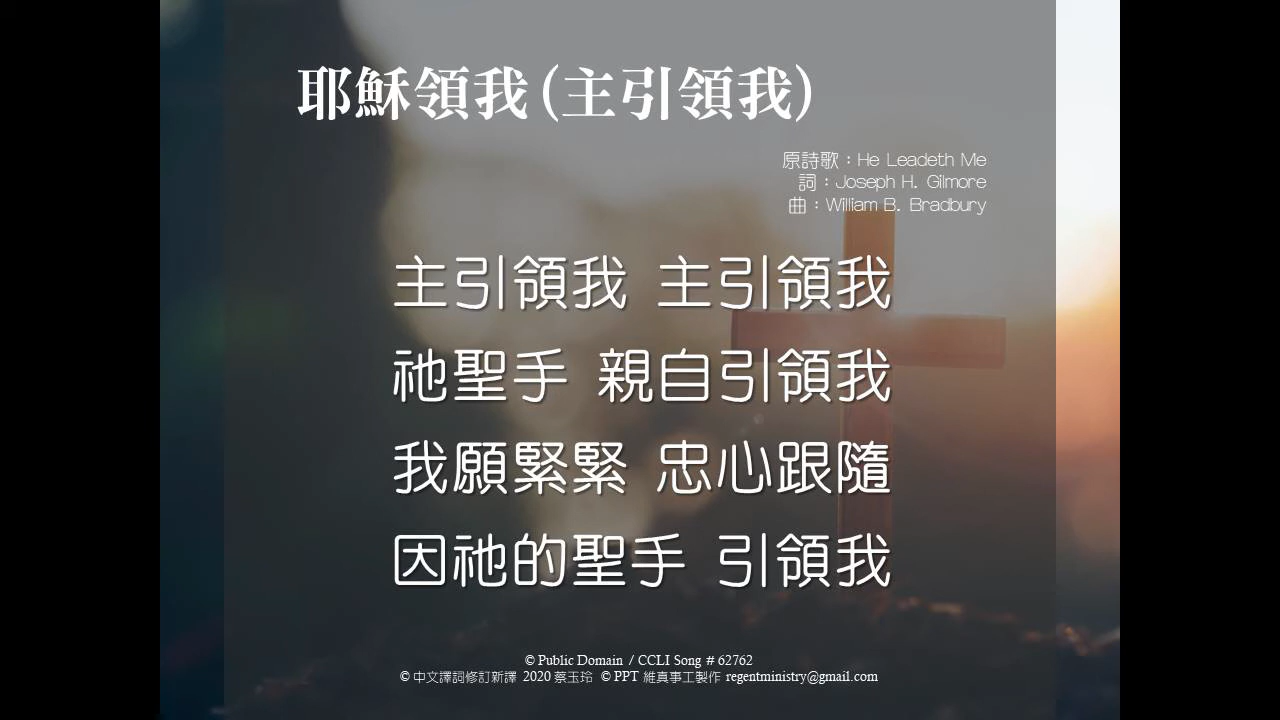 耶穌領我(主引領我)
原詩歌：He Leadeth Me
詞：Joseph H. Gilmore
曲：William B. Bradbury
主引領我 主引領我
祂聖手 親自引領我
我願緊緊 忠心跟隨
因祂的聖手 引領我
© Public Domain / CCLI Song # 62762
© 中文譯詞修訂新譯 2020 蔡玉玲 © PPT 維真事工製作 regentministry@gmail.com